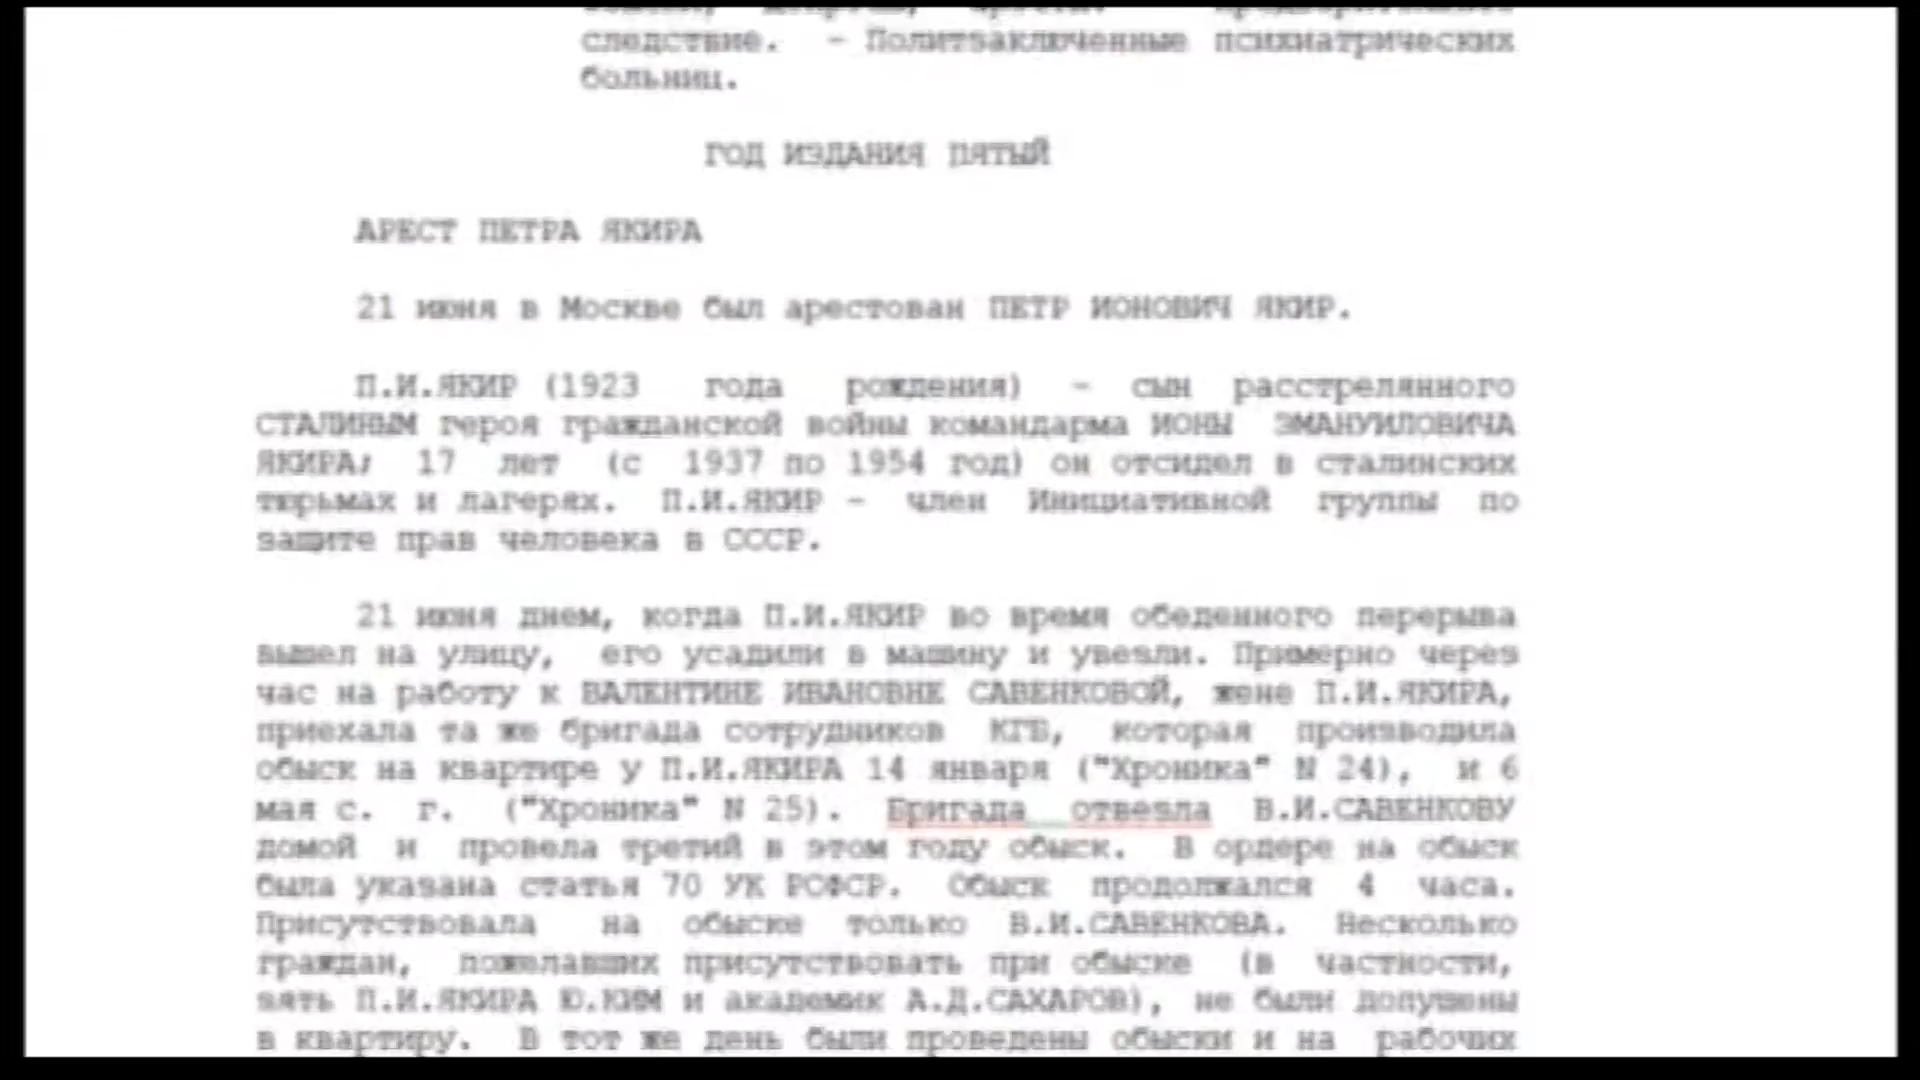 следствие. - Политзаключенные психиатрических
больниц.
ГОД ИЗДАНИЯ ПЯТЫЙ
АРЕСТ ПЕТРА ЯКИРА
21 июня в Москве был арестован ПЕТР ИОНОВИЧ ЯКИР.
П.И.ЯКИР (1923 года рождения) - сын расстрелянного
СТАЛИНЫМ героя гражданской войны командарма ИОНЫ ЭМАНУИЛОВИЧА
ЯКИРА; 17 лет (с 1937 по 1954 год) он отсидел в сталинских
тюрьмах и лагерях. П.И.ЯКИР - член Инициативной группы по
защите прав человека в СССР.
21 июня днем, когда П.И.ЯКИР во время обеденного перерыва
вышел на улицу, его усадили в машину и увезли. Примерно через
час на работу к ВАЛЕНТИНЕ ИВАНОВНЕ САВЕНКОВОЙ, жене П.И.ЯКИРА,
приехала та же бригада сотрудников КГБ, которая производила
обыск на квартире у П.И.ЯКИРА 14 января ("Хроника" N 24), и 6
мая с. г. ("Хроника" N 25). Бригада отвезла В.И.САВЕНКОВУ
домой и провела третий в этом году обыск. В ордере на обыск
была указана статья 70 УК РСФСР. Обыск продолжался 4 часа.
Присутствовала на обыске только В.И.САВЕНКОВА. Несколько
граждан, пожелавших присутствовать при обыске (в частности,
зять П.И.ЯКИРА Ю.КИМ и академик А.Д.САХАРОВ), не были допущены
в квартиру. В тот же день были проведены обыски и на рабочих